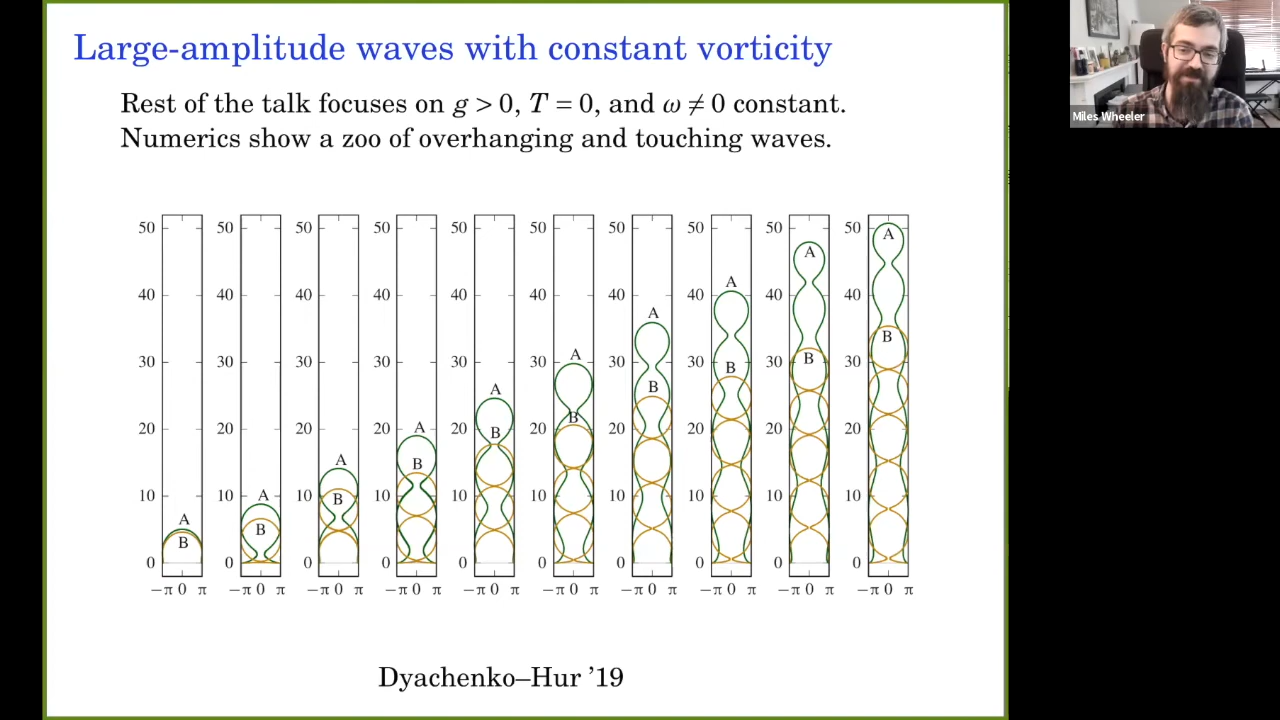 Large-amplitude waves with constant vorticity
Rest of the talk focuses on g > 0, T = 0, and ω ≠ 0 constant.
Numerics show a zoo of overhanging and touching waves.
50 50 50 50 50 50 50 50 50 50
A
A
40 40 40 40 40 40 40 40 40 40
A
A
B
30 30 30 30 30 30 30 30 30 30
A B
B
A B
20 20 20 20 20 20 20 20 20 20
A B
B
A B
10 10 10 10 10 10 10 10 10 10
A B
A B
B
0 0 0 0 0 0 0 0 0 0
−π 0 π −π 0 π −π 0 π −π 0 π −π 0 π −π 0 π −π 0 π −π 0 π −π 0 π −π 0 π
Dyachenko–Hur ’19
Miles Wheeler